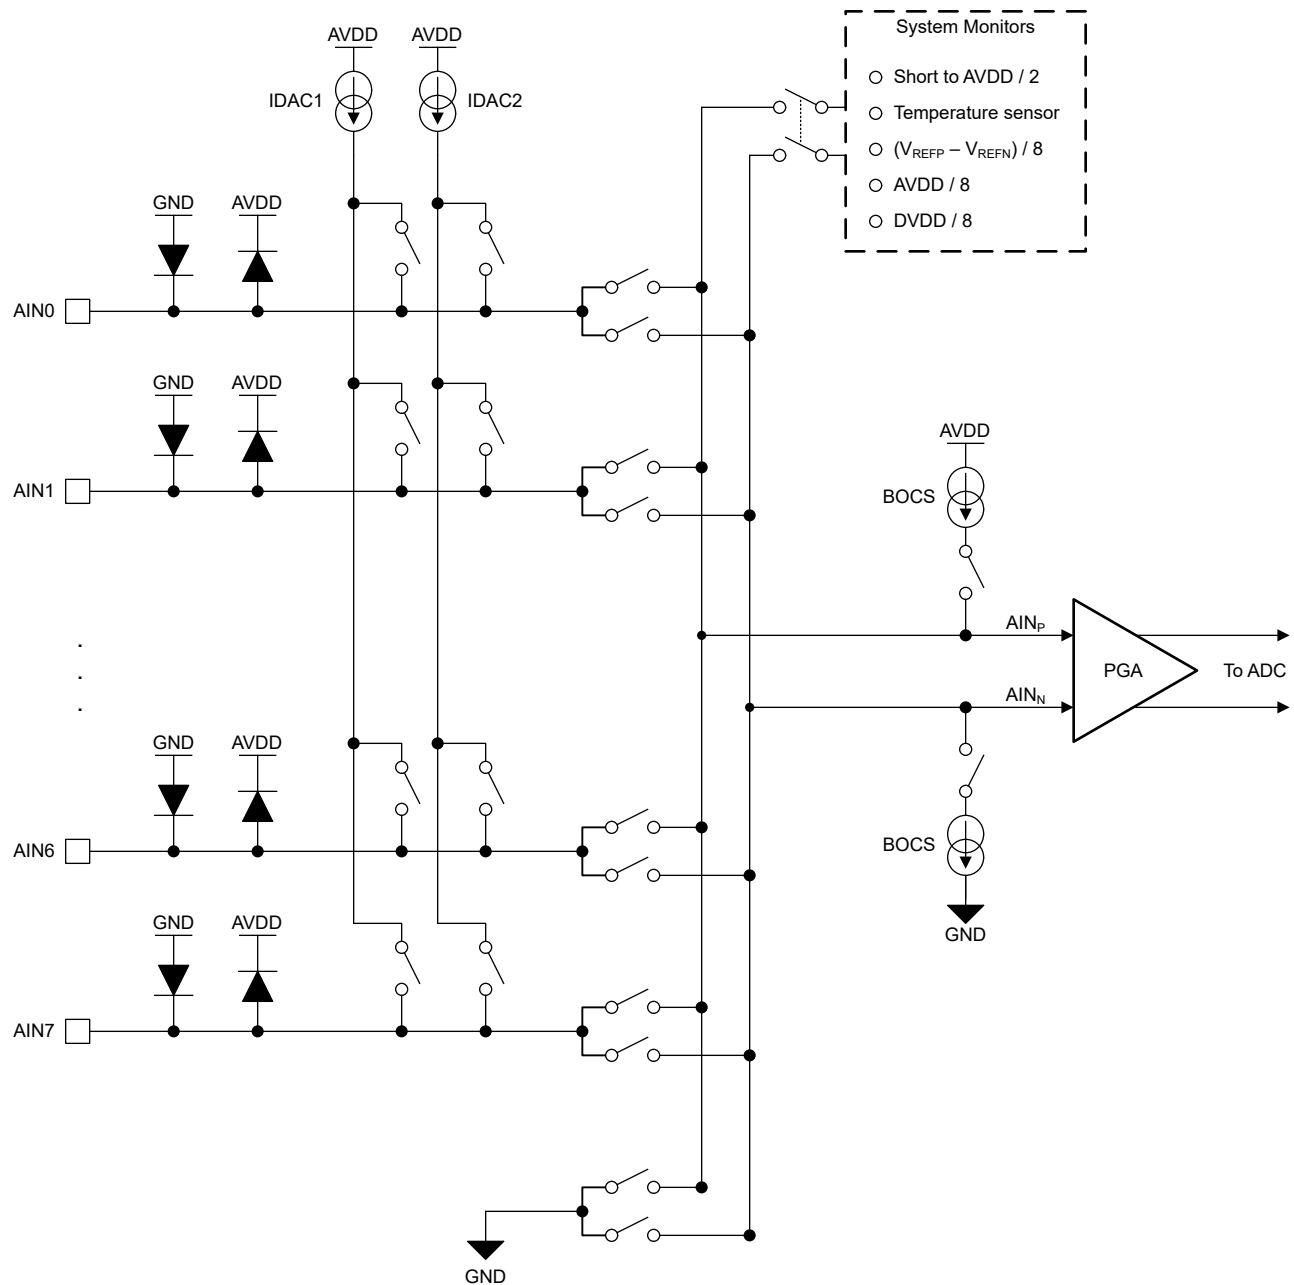 System Monitors
AVDD
AVDD
Short to AVDD / 2
IDAC1
IDAC2
Temperature sensor
(VREFP – VREFN) / 8
AVDD / 8
DVDD / 8
GND
AVDD
AIN0
GND
AVDD
AIN1
AVDD
BOCS
AINP
PGA
To ADC
AINN
.
.
.
GND
AVDD
AIN6
BOCS
GND
GND
AVDD
AIN7
GND